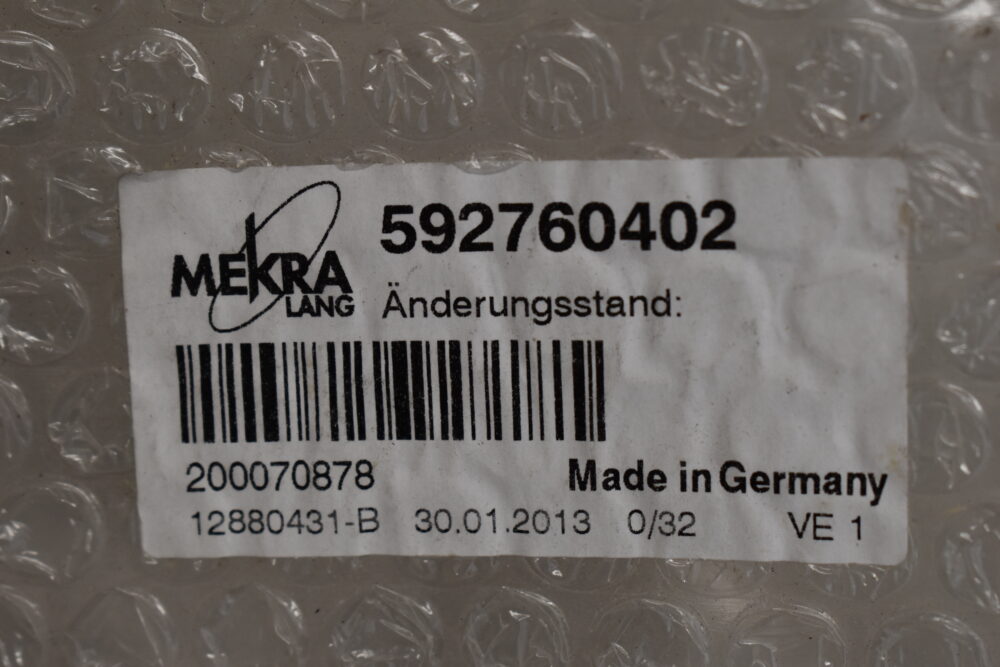 MEKRA
LANG
592760402
Änderungsstand:
200070878
Made in Germany
12880431-B 30.01.2013 0/32 VE 1